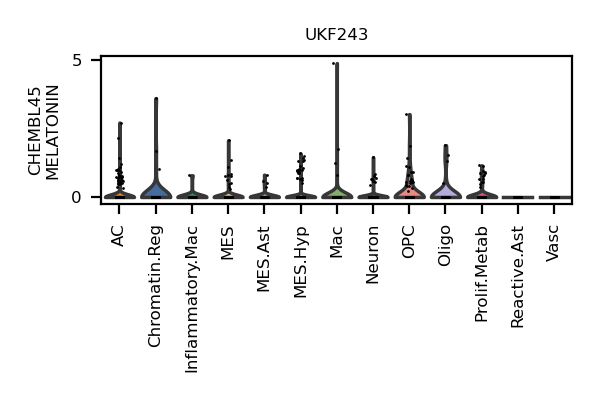 UKF243
CHEMBL45
MELATONIN
5
0
AC
Chromatin.Reg
Inflammatory.Mac
MES
MES.Ast
MES.Hyp
Mac
Neuron
OPC
Oligo
Prolif.Metab
Reactive.Ast
Vasc